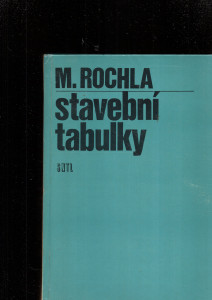 M. ROCHLA
stavební
tabulky
SNTL